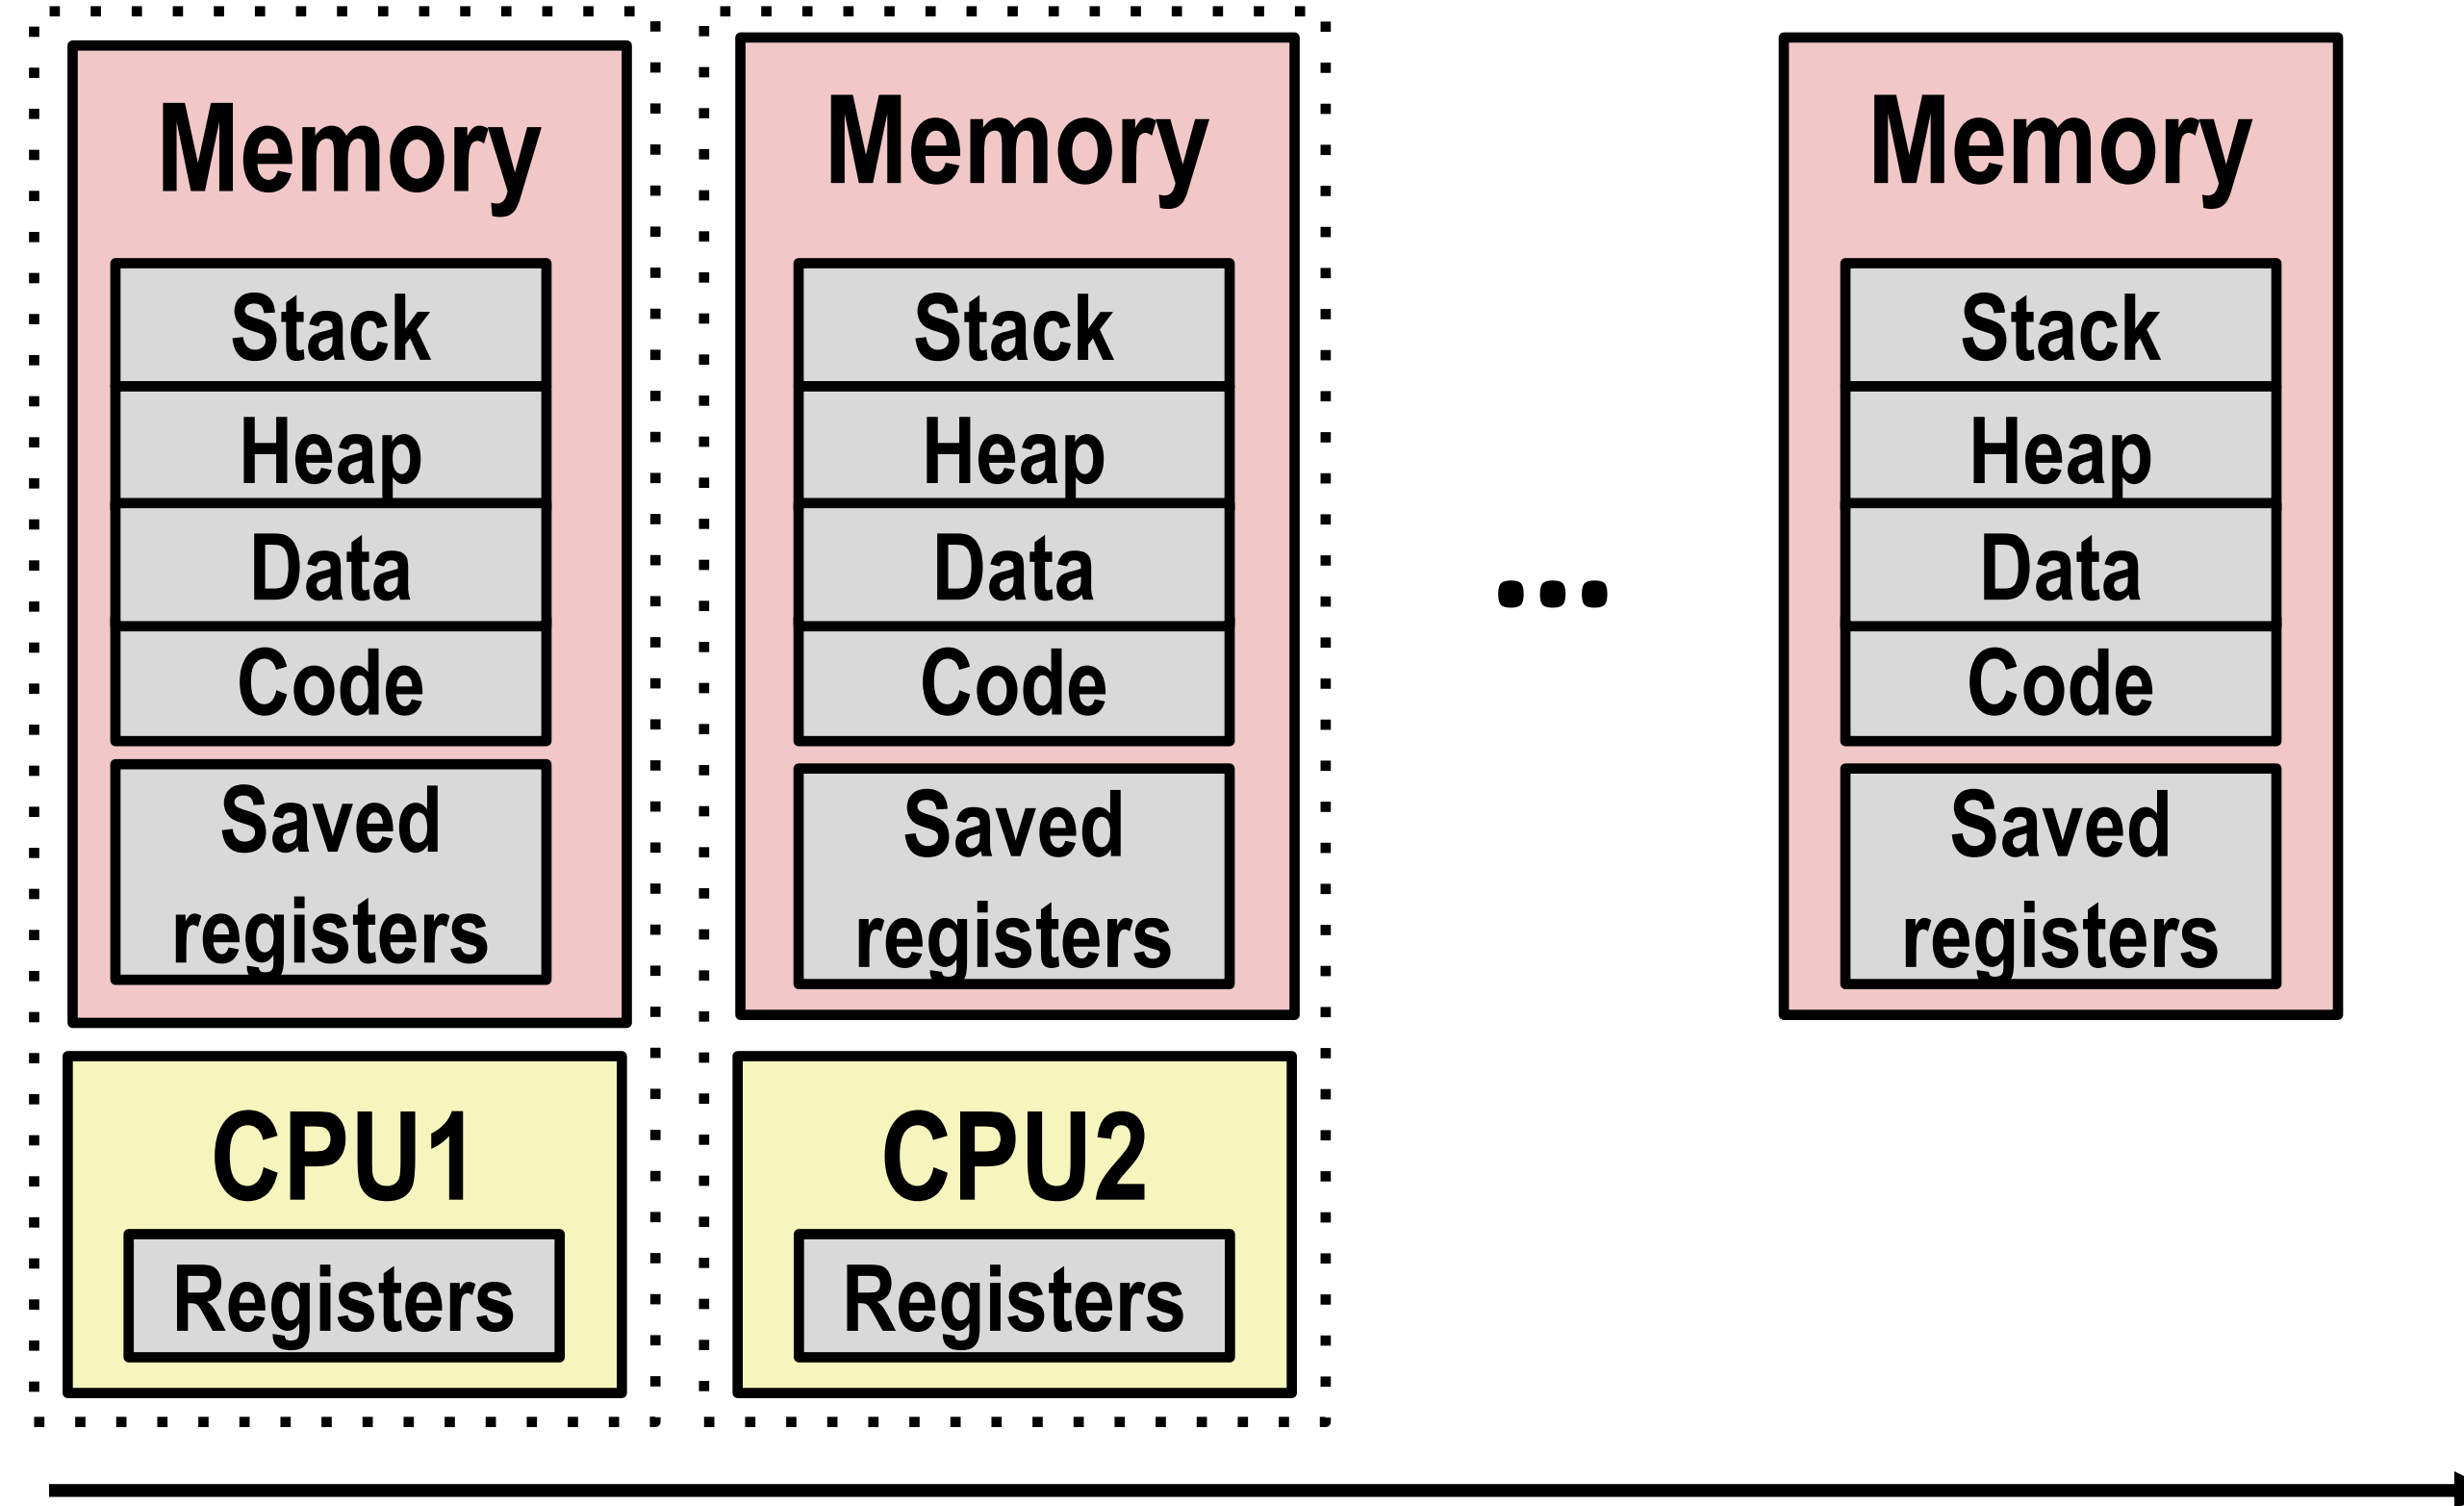 Memory
Stack
Heap
Data
Code
Saved
registers
CPU1
Registers
Memory
Stack
Heap
Data
Code
Saved
registers
CPU2
Registers
...
Memory
Stack
Heap
Data
Code
Saved
registers